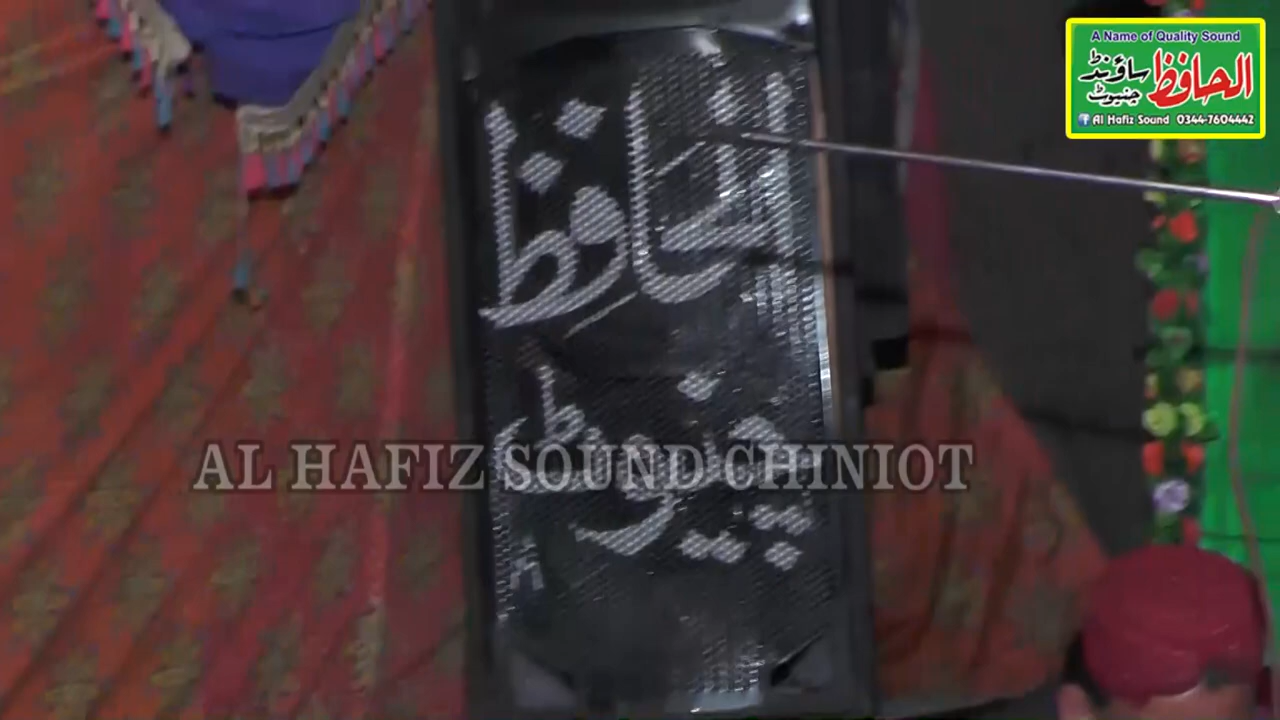 A Name of Quality Sound
الحافظ ساؤنڈ
چنیوٹ
Al Hafiz Sound 0344-7604442
الحافظ
چنیوٹ
AL HAFIZ SOUND CHINIOT